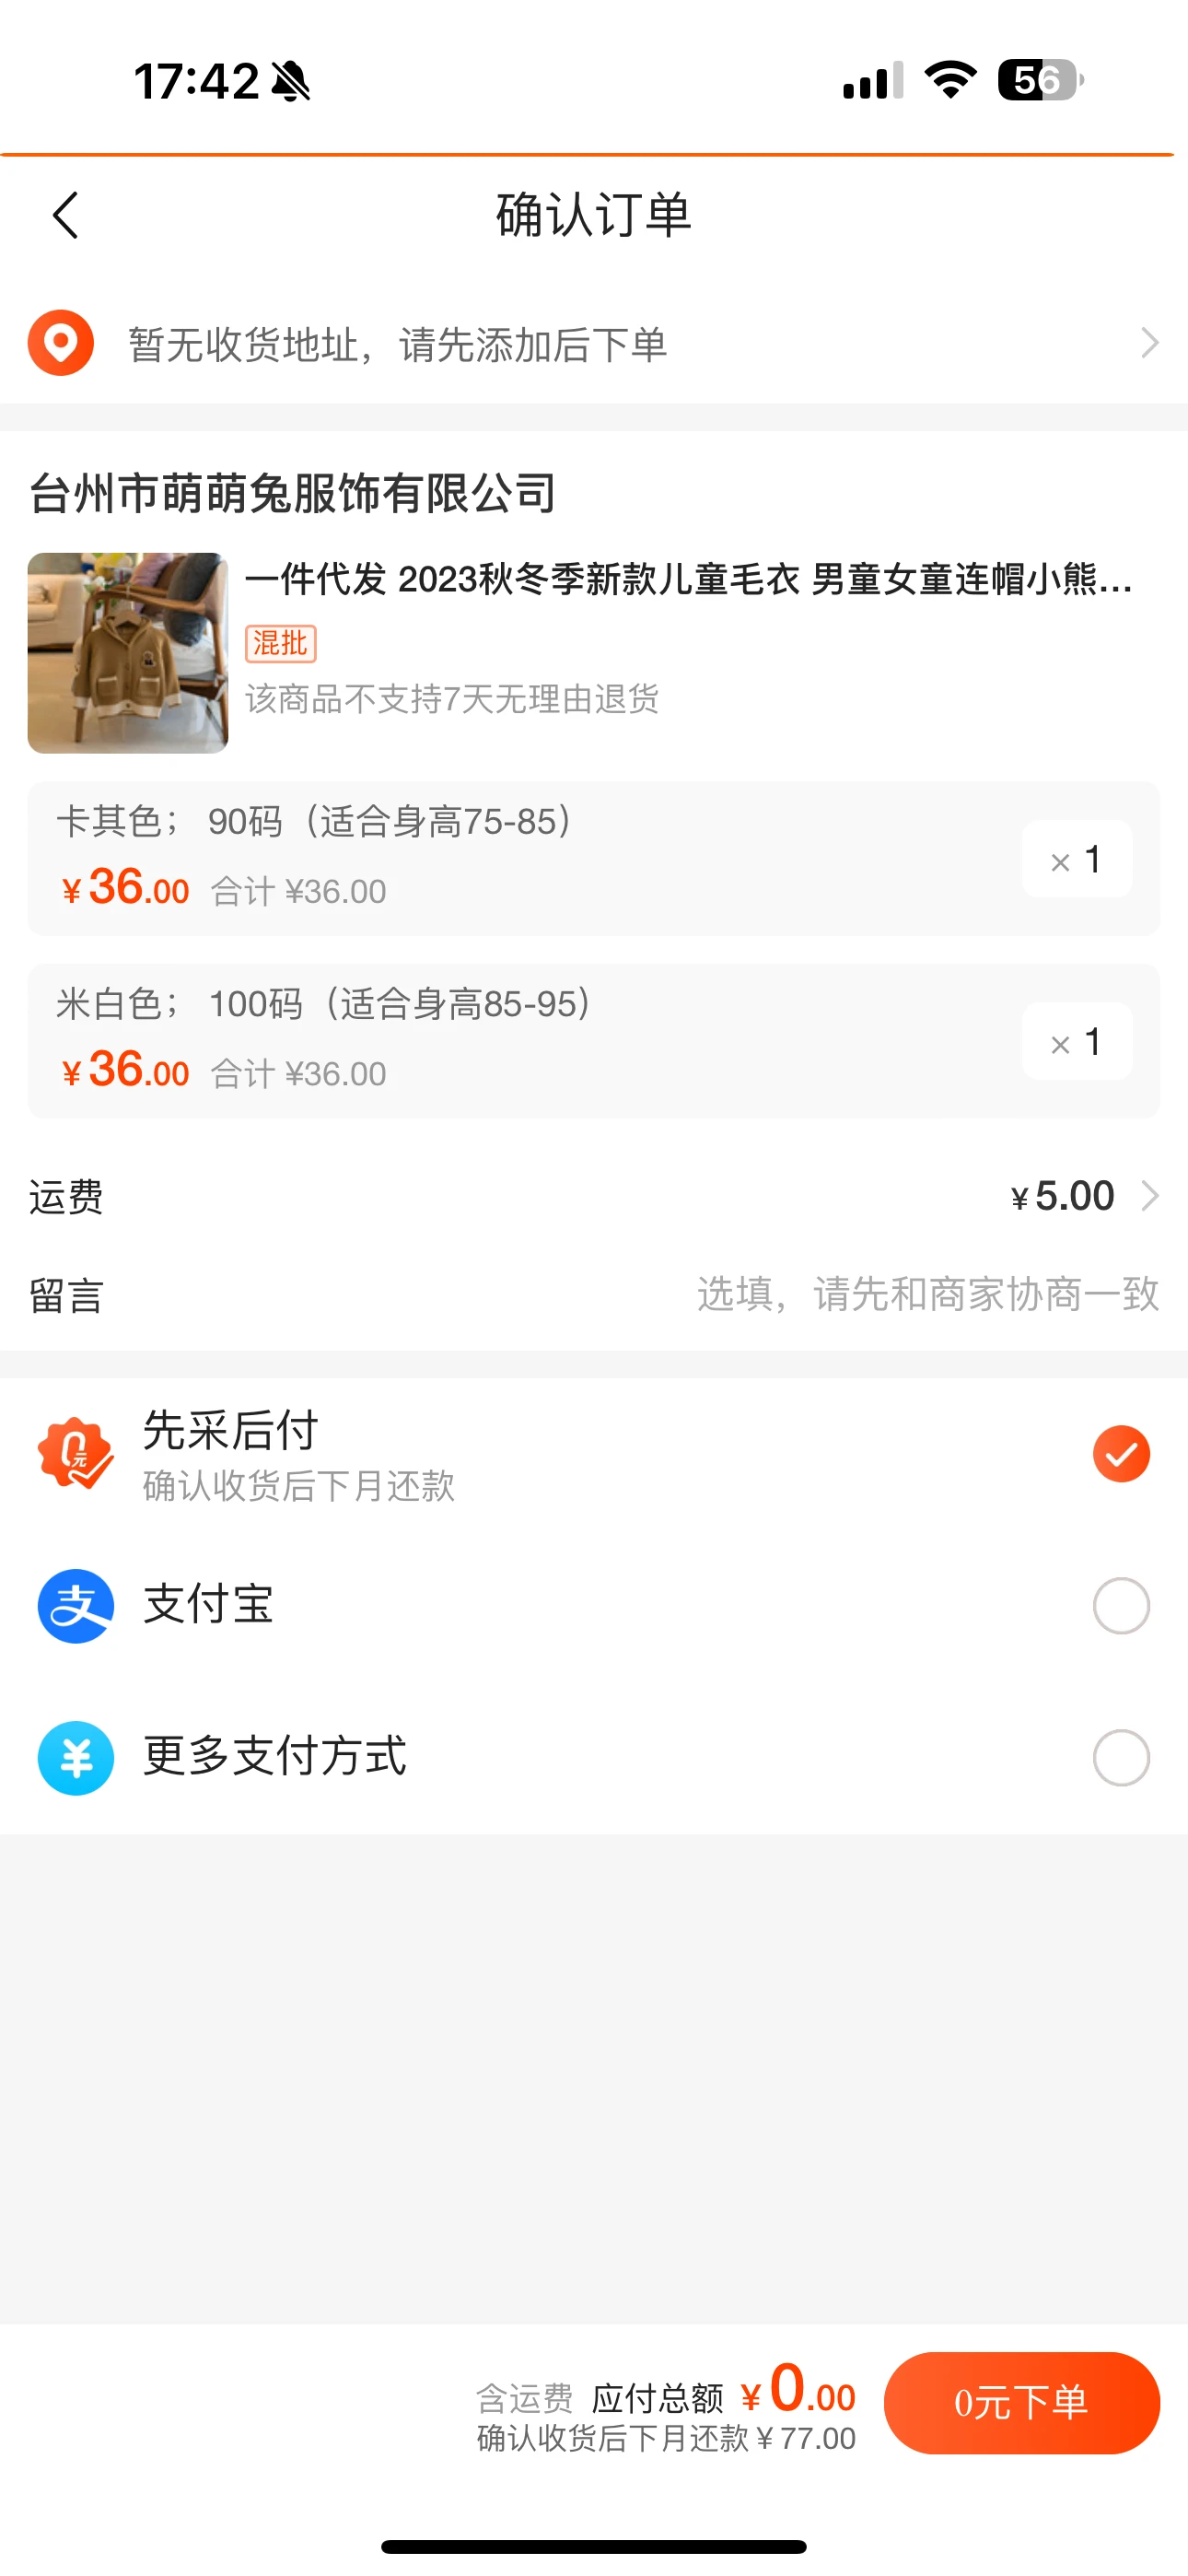 17:42
56
确认订单
暂无收货地址，请先添加后下单
台州市萌萌兔服饰有限公司
一件代发 2023秋冬季新款儿童毛衣 男童女童连帽小熊...
混批
该商品不支持7天无理由退货
卡其色； 90码（适合身高75-85）
× 1
¥36.00 合计 ¥36.00
米白色； 100码（适合身高85-95）
× 1
¥36.00 合计 ¥36.00
运费 ¥5.00
留言 选填，请先和商家协商一致
0元
先采后付
确认收货后下月还款
支 支付宝
¥ 更多支付方式
含运费 应付总额 ¥0.00
确认收货后下月还款 ¥77.00
0元下单